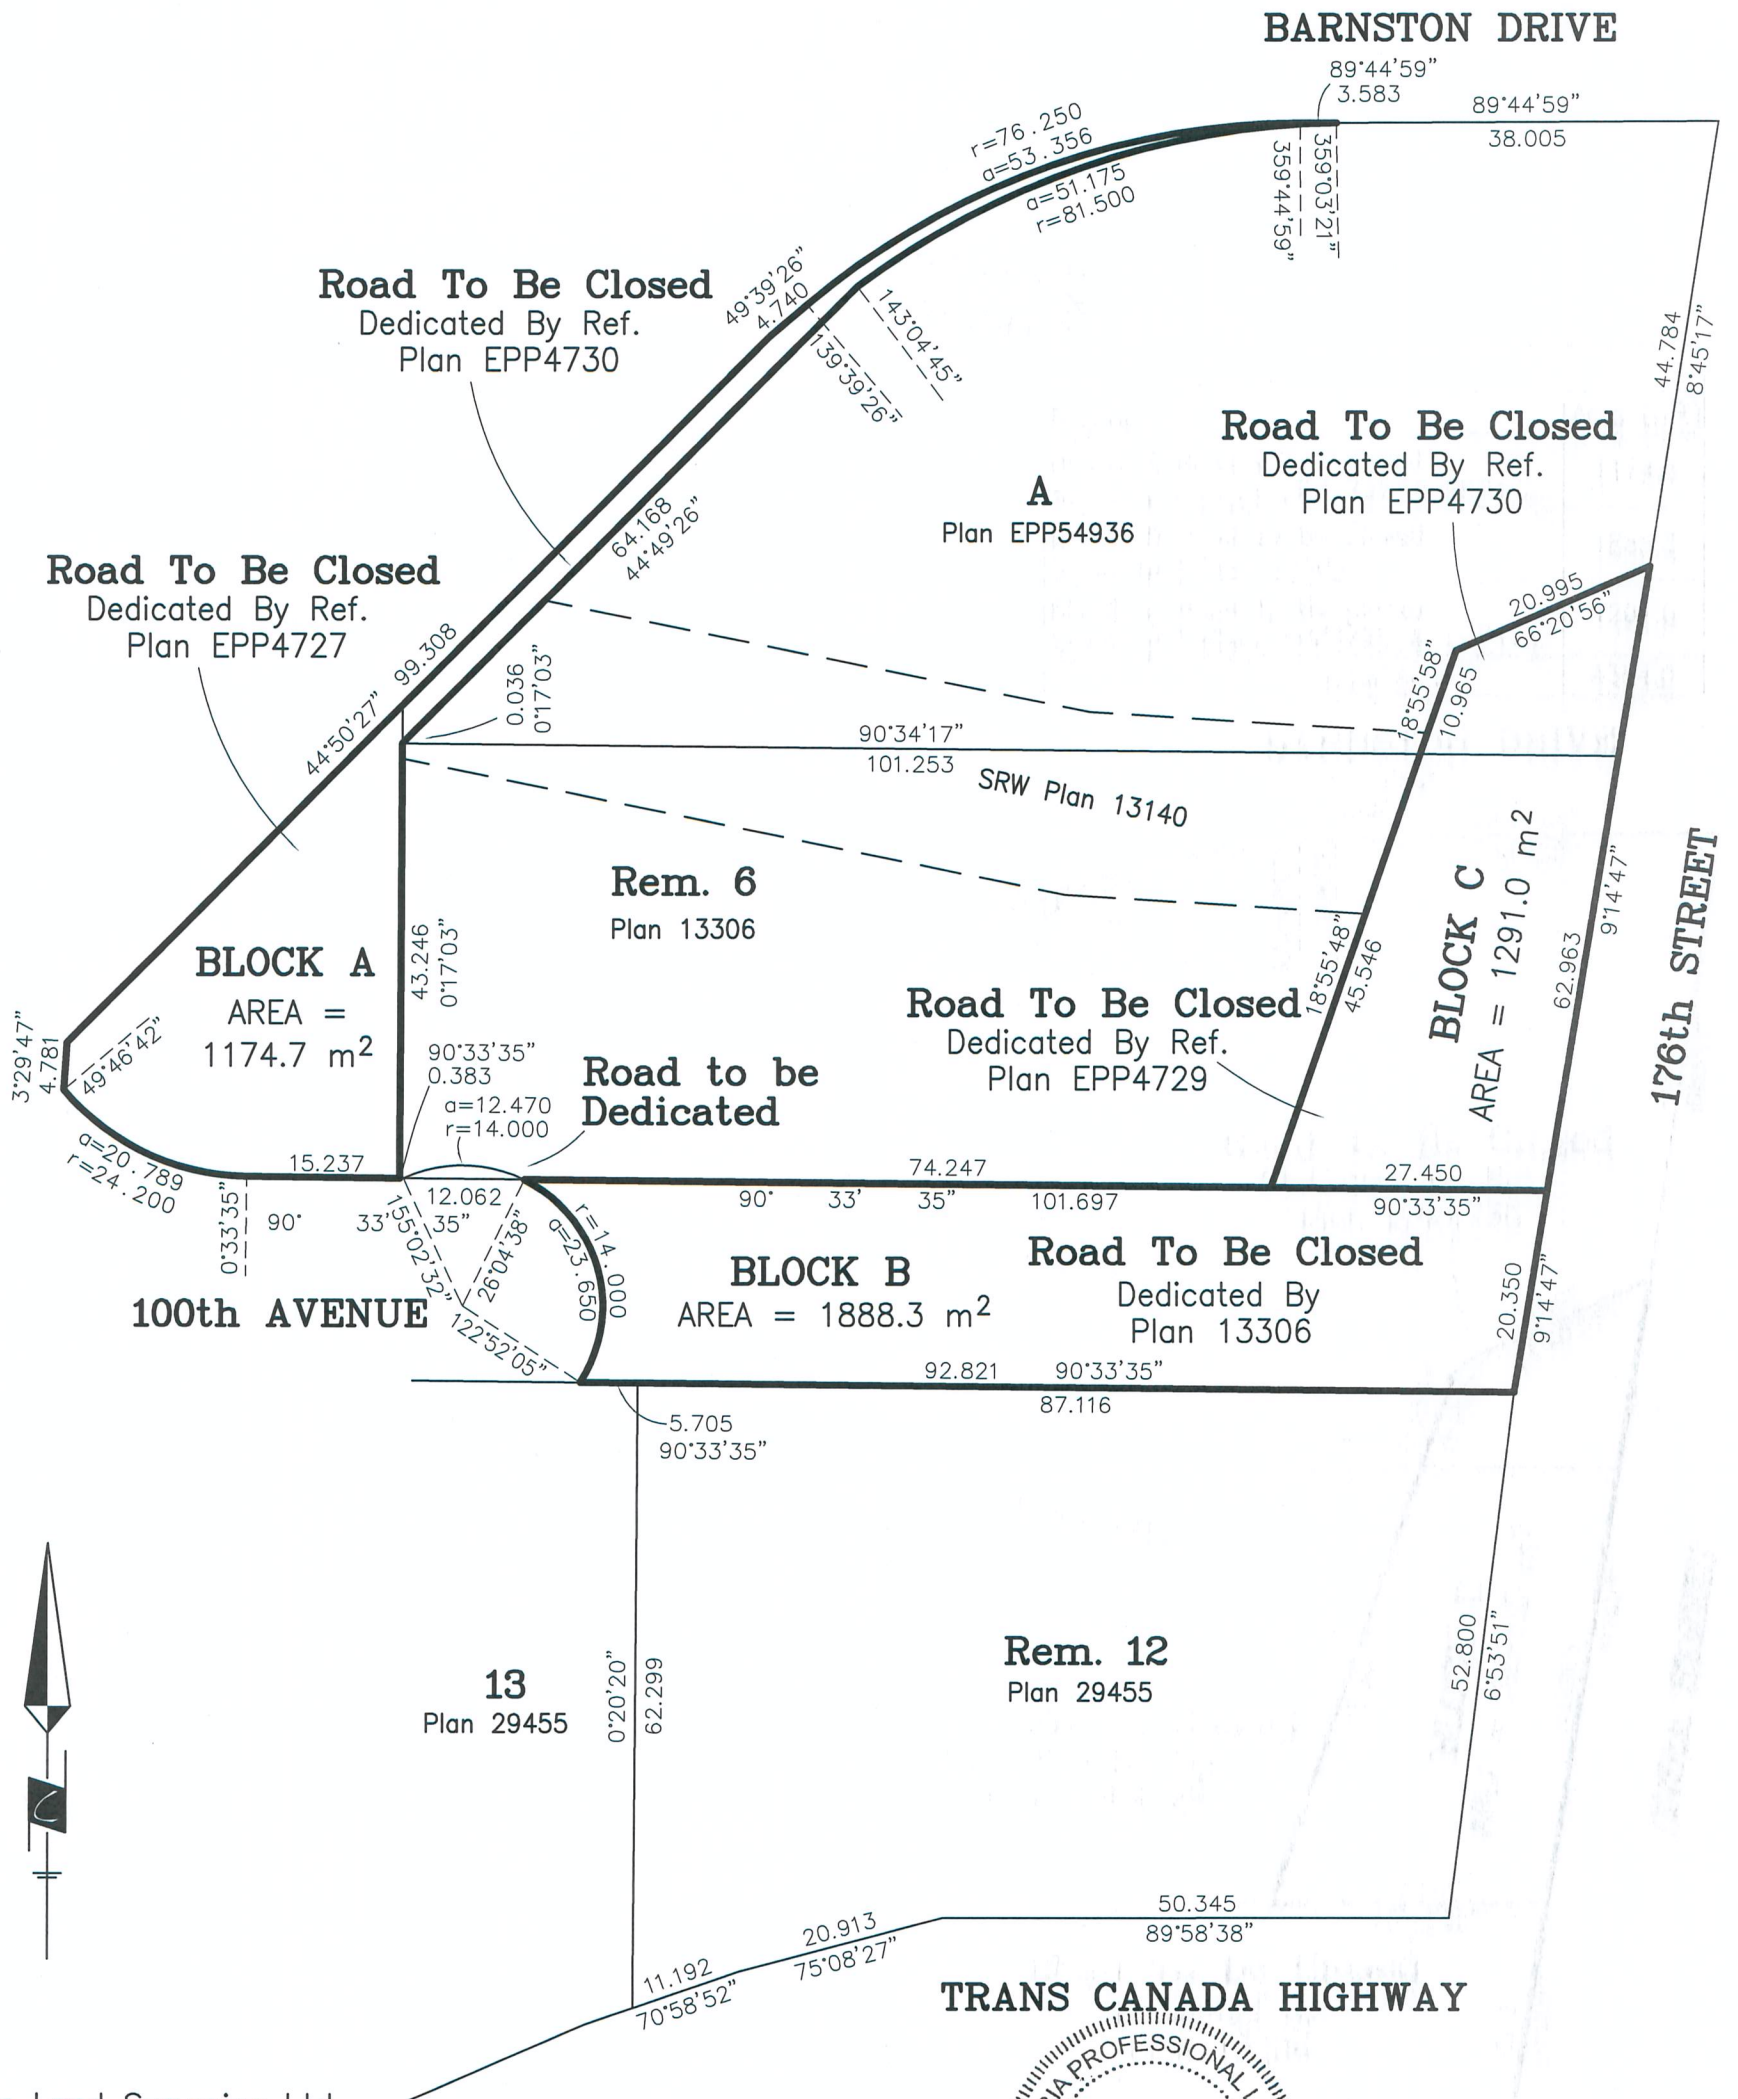 BARNSTON DRIVE
89°44'59"
3.583
89°44'59"
38.005
r=76.250
a=53.356
a=51.175
r=81.500
359°44'59"
359°03'21"
49°39'26"
4.740
139°39'26"
143°04'45"
44.784
8°45'17"
Road To Be Closed
Dedicated By Ref.
Plan EPP4730
Road To Be Closed
Dedicated By Ref.
Plan EPP4730
A
Plan EPP54936
64.168
44°49'26"
20.995
66°20'56"
Road To Be Closed
Dedicated By Ref.
Plan EPP4727
99.308
44°50'27"
0.036
0°17'03"
18°55'58"
10.965
90°34'17"
101.253
SRW Plan 13140
Rem. 6
Plan 13306
BLOCK A
AREA =
1174.7 m²
43.246
0°17'03"
BLOCK C
AREA = 1291.0 m²
9°14'47"
62.963
176th STREET
18°55'48"
45.546
Road To Be Closed
Dedicated By Ref.
Plan EPP4729
3°29'47"
4.781
49°46'42"
90°33'35"
0.383
a=12.470
r=14.000
Road to be
Dedicated
a=20.789
r=24.200
15.237
74.247
27.450
12.062
90° 33' 35"
90° 33' 35" 101.697
90°33'35"
0°33'35"
155°02'32"
26°04'38"
r=14.000
a=23.650
122°52'05"
100th AVENUE
BLOCK B
AREA = 1888.3 m²
Road To Be Closed
Dedicated By
Plan 13306
20.350
9°14'47"
92.821 90°33'35"
87.116
5.705
90°33'35"
13
Plan 29455
0°20'20"
62.299
Rem. 12
Plan 29455
52.800
6°53'51"
50.345
89°58'38"
20.913
75°08'27"
11.192
70°58'52"
TRANS CANADA HIGHWAY
PROFESSIONAL